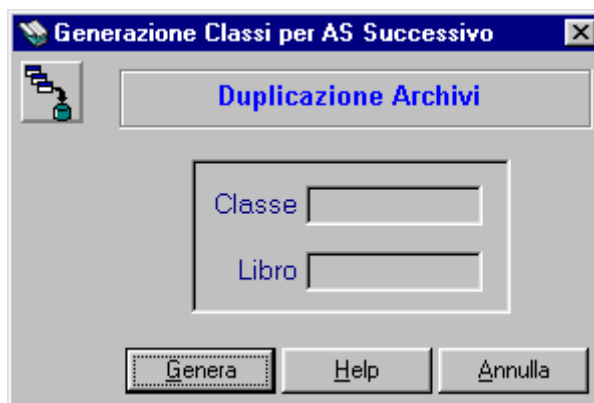 Generazione Classi per AS Successivo
Duplicazione Archivi
Classe
Libro
Genera Help Annulla